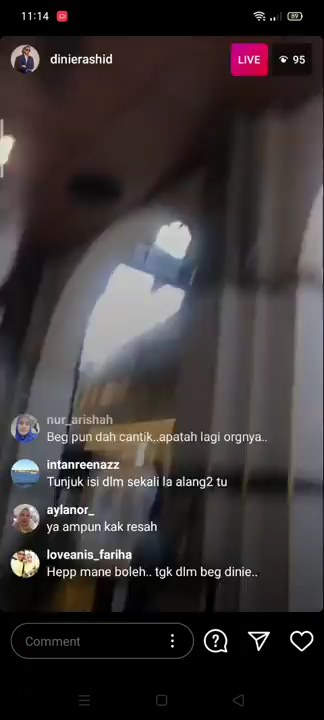 11:14
89
dinierashid
LIVE
95
nur_arishah
Beg pun dah cantik..apatah lagi orgnya..
intanreenazz
Tunjuk isi dlm sekali la alang2 tu
aylanor_
ya ampun kak resah
loveanis_fariha
Hepp mane boleh.. tgk dlm beg dinie..
Comment